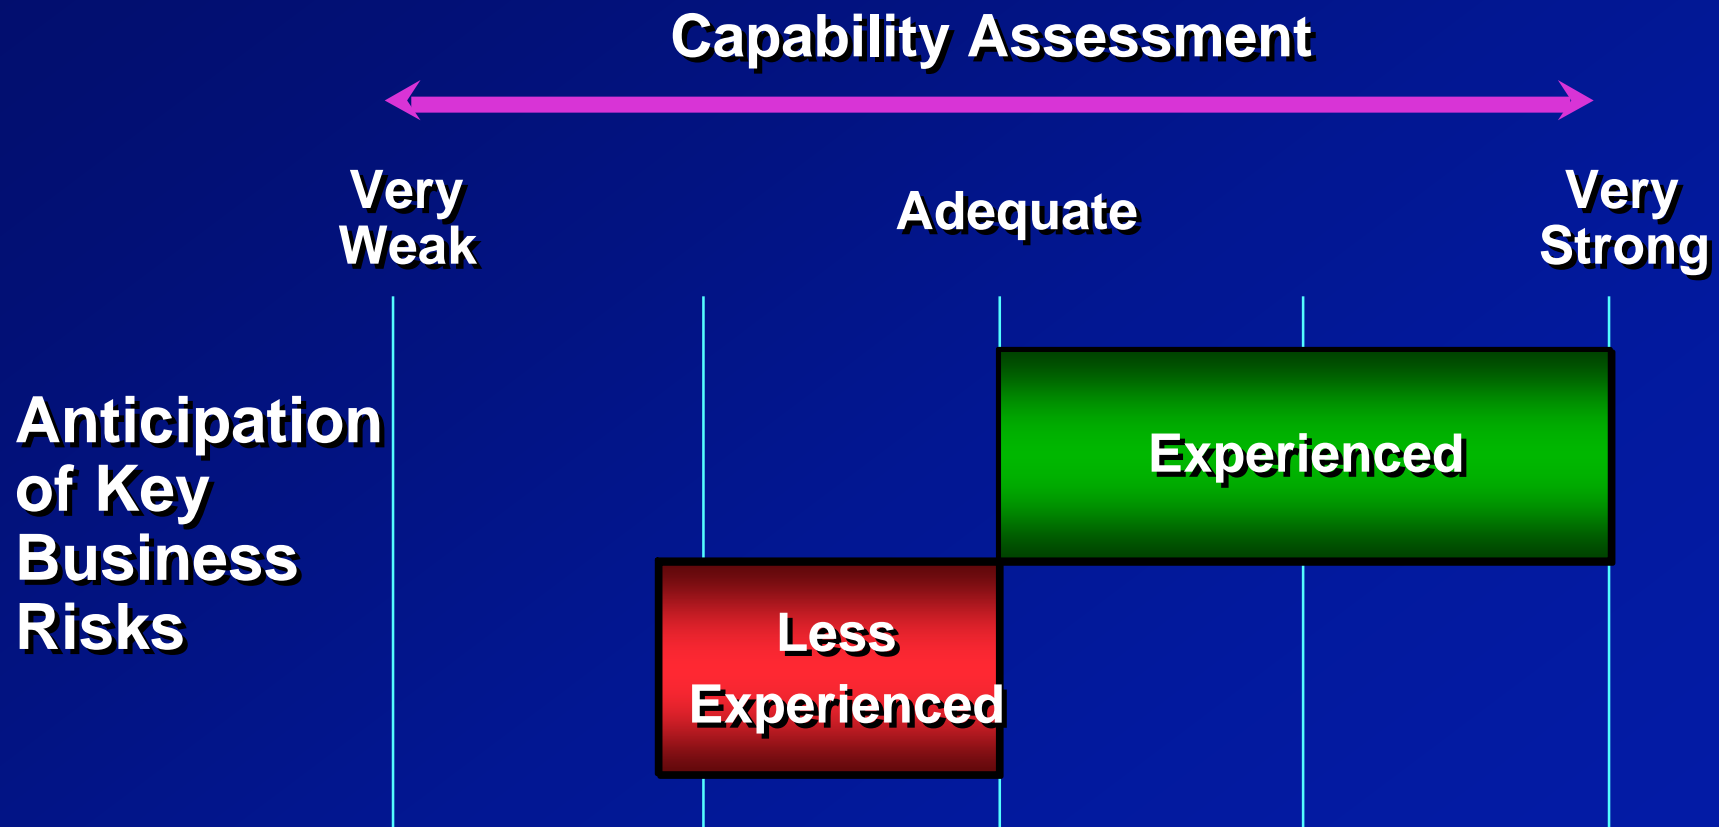 Capability Assessment
Very
Weak
Adequate
Very
Strong
Anticipation
of Key
Business
Risks
Experienced
Less
Experienced